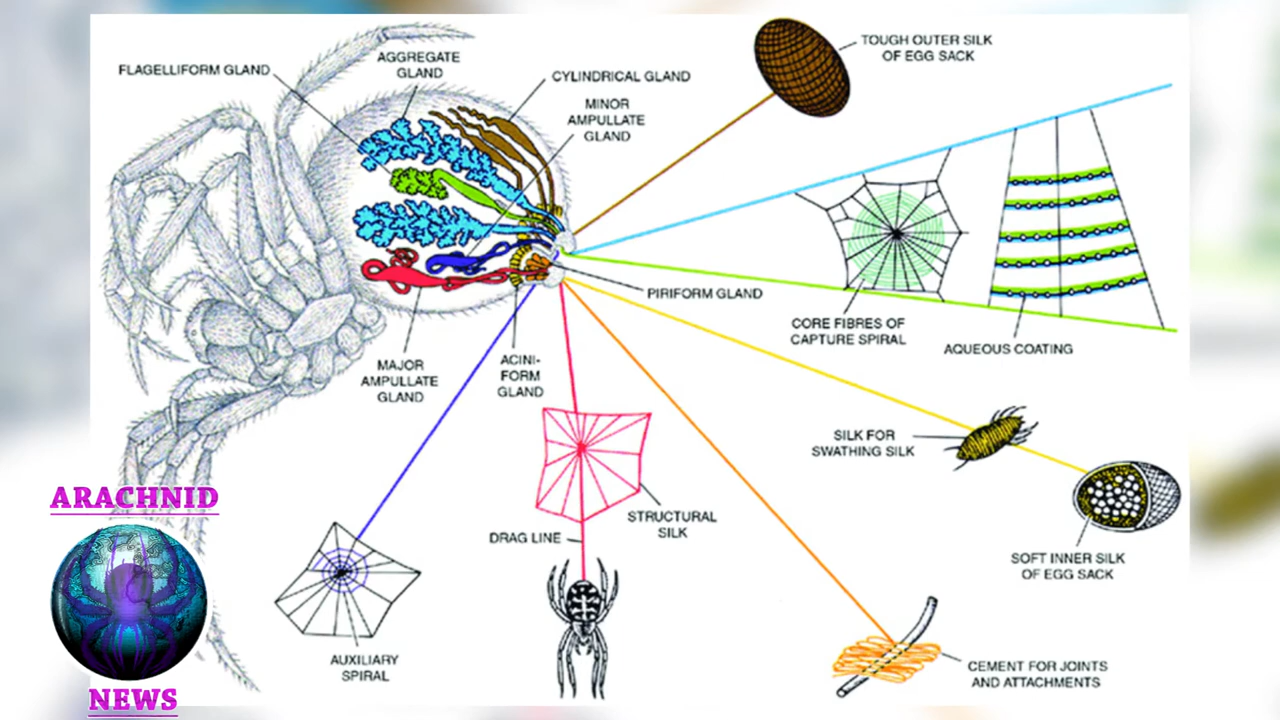 FLAGELLIFORM GLAND
AGGREGATE
GLAND
CYLINDRICAL GLAND
MINOR
AMPULLATE
GLAND
TOUGH OUTER SILK
OF EGG SACK
PIRIFORM GLAND
CORE FIBRES OF
CAPTURE SPIRAL
AQUEOUS COATING
MAJOR
AMPULLATE
GLAND
ACINI-
FORM
GLAND
SILK FOR
SWATHING SILK
STRUCTURAL
SILK
DRAG LINE
SOFT INNER SILK
OF EGG SACK
AUXILIARY
SPIRAL
CEMENT FOR JOINTS
AND ATTACHMENTS
ARACHNID
NEWS